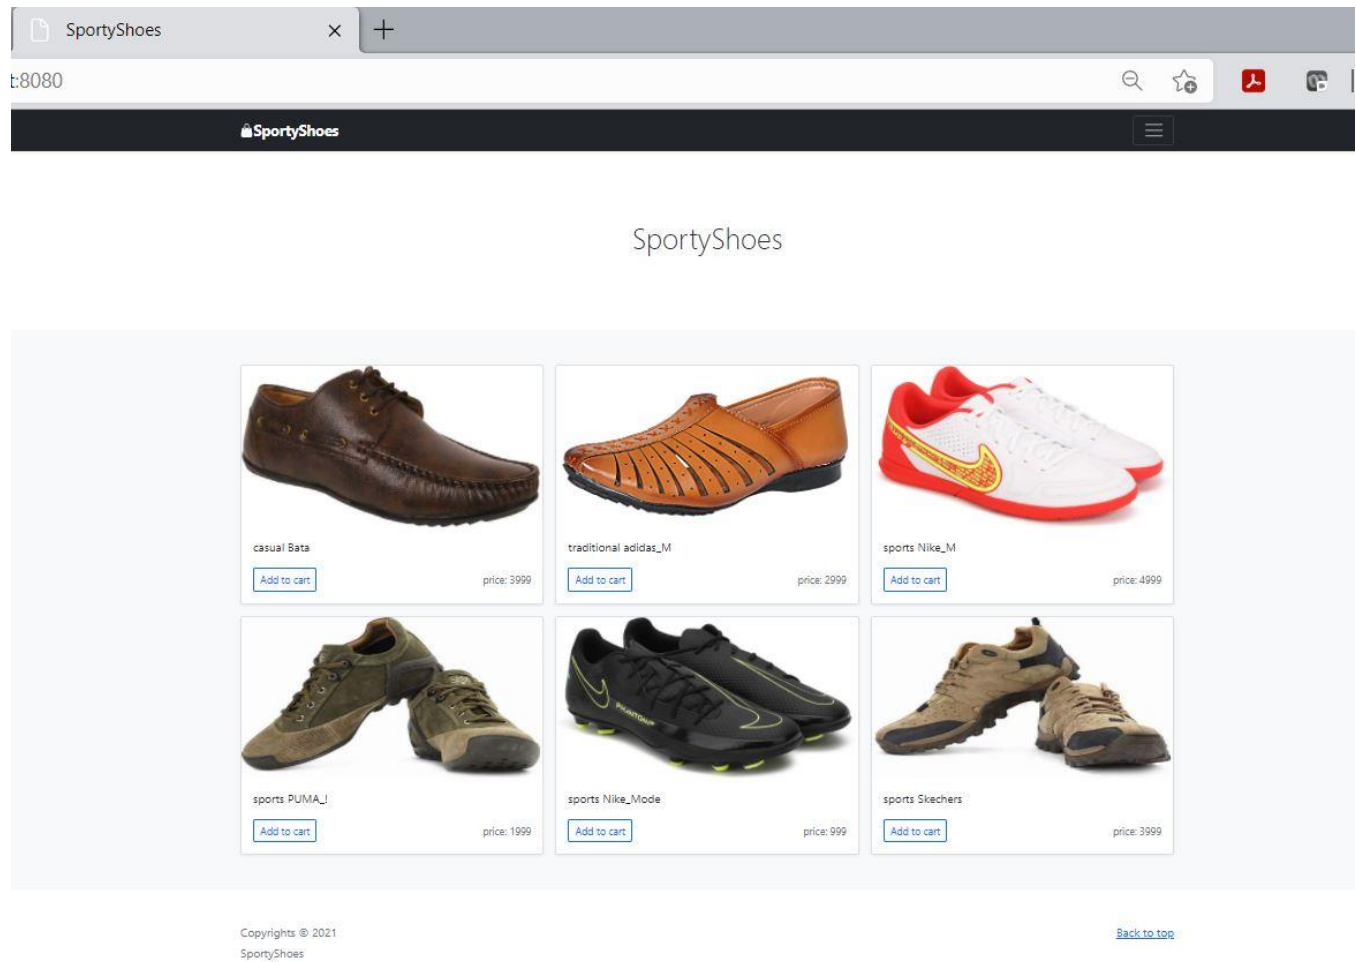 SportyShoes
t:8080
SportyShoes
SportyShoes
casual Bata
Add to cart price: 3999
traditional adidas_M
Add to cart price: 2999
sports Nike_M
Add to cart price: 4999
sports PUMA_!
Add to cart price: 1999
PHANTOM
sports Nike_Mode
Add to cart price: 999
sports Skechers
Add to cart price: 3999
Copyrights © 2021
SportyShoes
Back to top